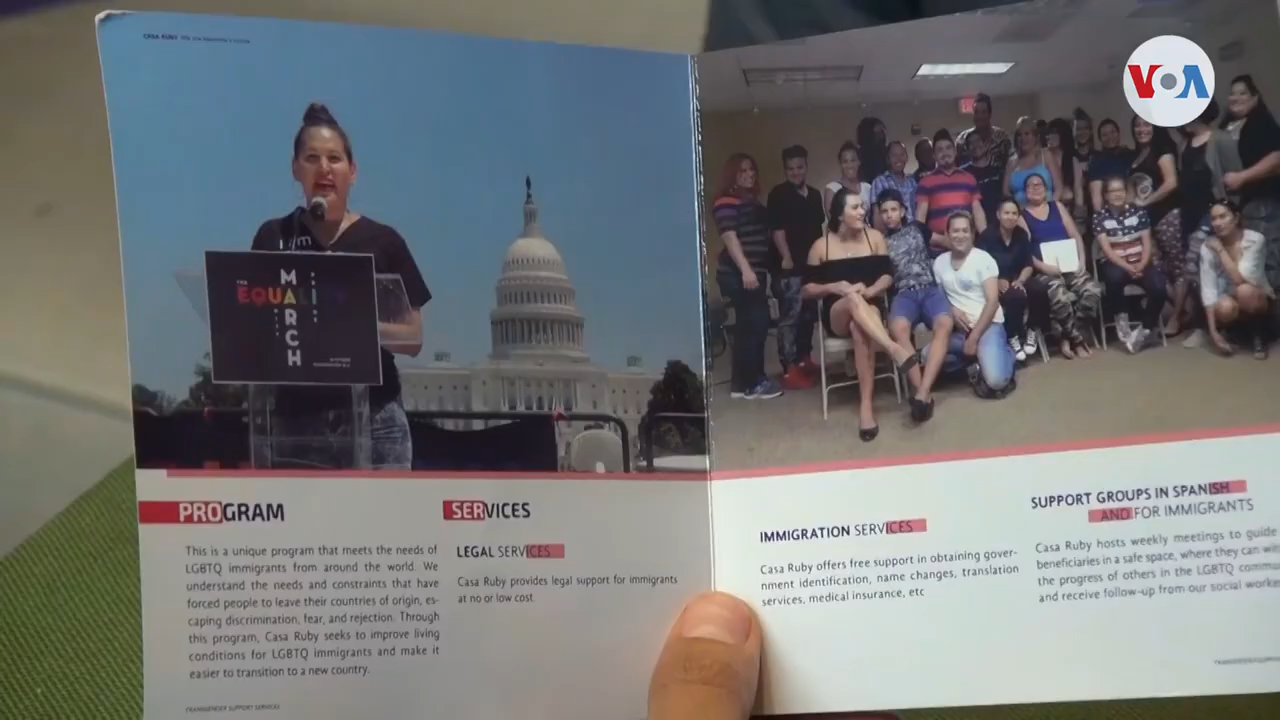 CASA RUBY
VOA
i am
THE
EQUALITY
MARCH
PROGRAM
This is a unique program that meets the needs of
LGBTQ immigrants from around the world. We
understand the needs and constraints that have
forced people to leave their countries of origin, es-
caping discrimination, fear, and rejection. Through
this program, Casa Ruby seeks to improve living
conditions for LGBTQ immigrants and make it
easier to transition to a new country.
TRANSGENDER SUPPORT SERVICES
SERVICES
LEGAL SERVICES
Casa Ruby provides legal support for immigrants
at no or low cost
IMMIGRATION SERVICES
Casa Ruby offers free support in obtaining gover-
nment identification, name changes, translation
services, medical insurance, etc
SUPPORT GROUPS IN SPANISH
AND FOR IMMIGRANTS
Casa Ruby hosts weekly meetings to guide
beneficiaries in a safe space, where they can
the progress of others in the LGBTQ
and receive follow-up from our social